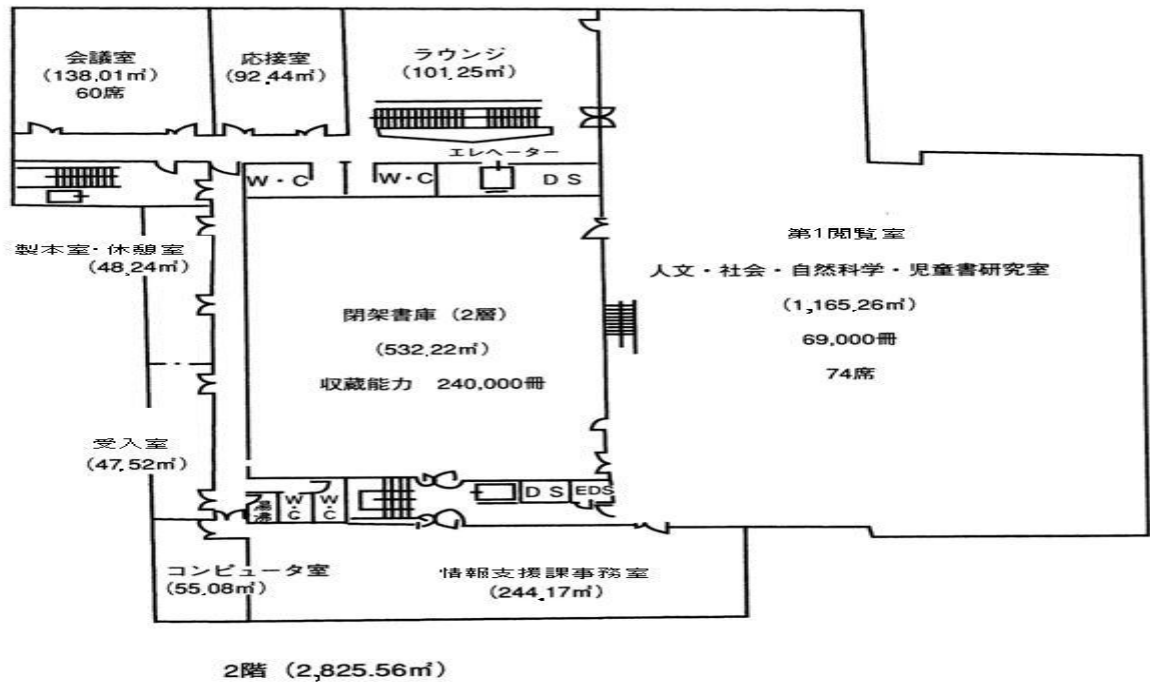 会議室
(138.01㎡)
60席
応接室
(92.44㎡)
ラウンジ
(101.25㎡)
エレベーター
W・C
W・C
D S
製本室・休憩室
(48.24㎡)
第1閲覧室
人文・社会・自然科学・児童書研究室
(1,165.26㎡)
69,000冊
74席
閉架書庫（2層）
(532.22㎡)
収蔵能力 240,000冊
受入室
(47.52㎡)
湯沸
W・C
W・C
D S
EDS
コンピュータ室
(55.08㎡)
情報支援課事務室
(244.17㎡)
2階（2,825.56㎡）